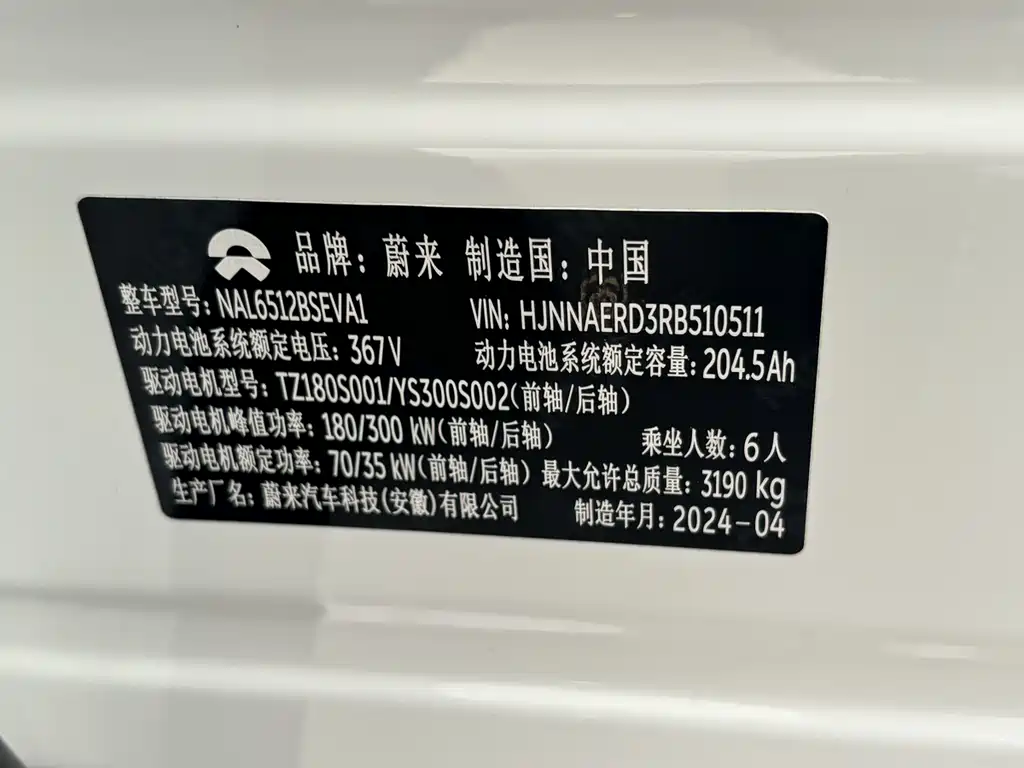 品牌：蔚来 制造国：中国
整车型号：NAL6512BSEVA1 VIN：HJNNAERD3RB510511
动力电池系统额定电压：367V 动力电池系统额定容量：204.5Ah
驱动电机型号：TZ180S001/YS300S002(前轴/后轴)
驱动电机峰值功率：180/300 kW(前轴/后轴) 乘坐人数：6人
驱动电机额定功率：70/35 kW(前轴/后轴) 最大允许总质量：3190 kg
生产厂名：蔚来汽车科技(安徽)有限公司 制造年月：2024-04